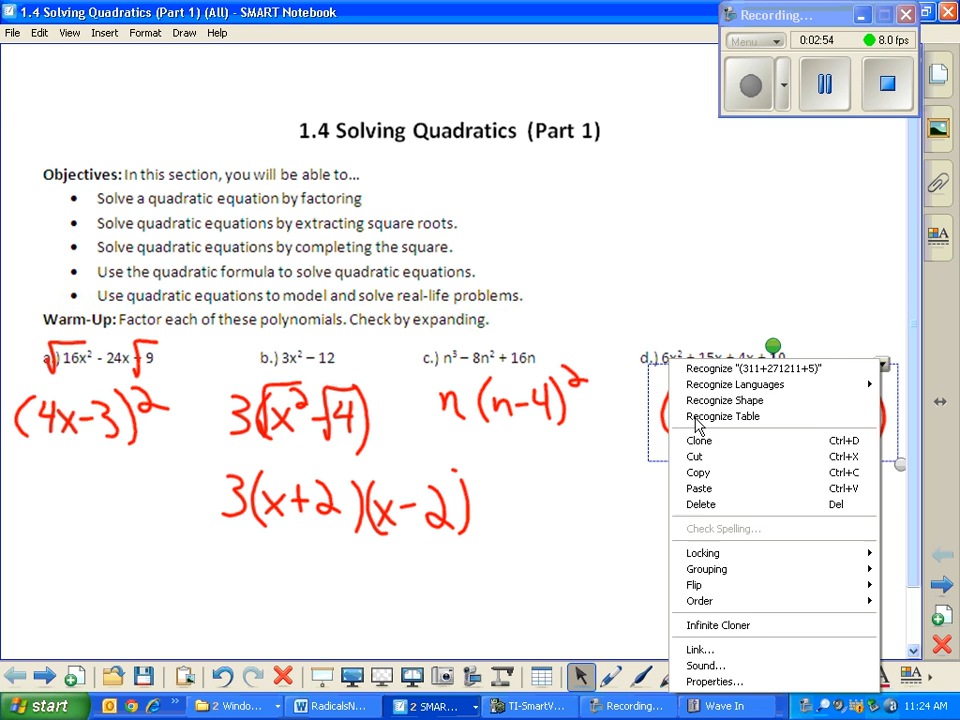 1.4 Solving Quadratics (Part 1) (All) - SMART Notebook
Recording...
File Edit View Insert Format Draw Help
Menu 0:02:54 8.0 fps
1.4 Solving Quadratics (Part 1)
Objectives: In this section, you will be able to…
• Solve a quadratic equation by factoring
• Solve quadratic equations by extracting square roots.
• Solve quadratic equations by completing the square.
• Use the quadratic formula to solve quadratic equations.
• Use quadratic equations to model and solve real-life problems.
Warm-Up: Factor each of these polynomials. Check by expanding.
a.) 16x² - 24x + 9 b.) 3x² – 12 c.) n³ – 8n² + 16n d.) 6x² + 15x + 4x + 10
(4x-3)² 3(√x² - √4) n(n-4)²
3(x+2)(x-2)
Recognize "(311+271211+5)"
Recognize Languages
Recognize Shape
Recognize Table
Clone Ctrl+D
Cut Ctrl+X
Copy Ctrl+C
Paste Ctrl+V
Delete Del
Check Spelling...
Locking
Grouping
Flip
Order
Infinite Cloner
Link...
Sound...
Properties...
start 2 Windo... RadicalsN... 2 SMAR... TI-SmartV... Recording... Wave In 11:24 AM